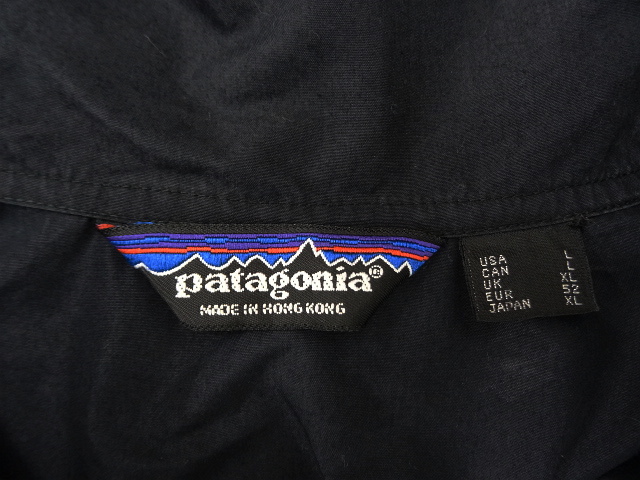 patagonia®
MADE IN HONG KONG
USA L
CAN L
UK XL
EUR 52
JAPAN XL